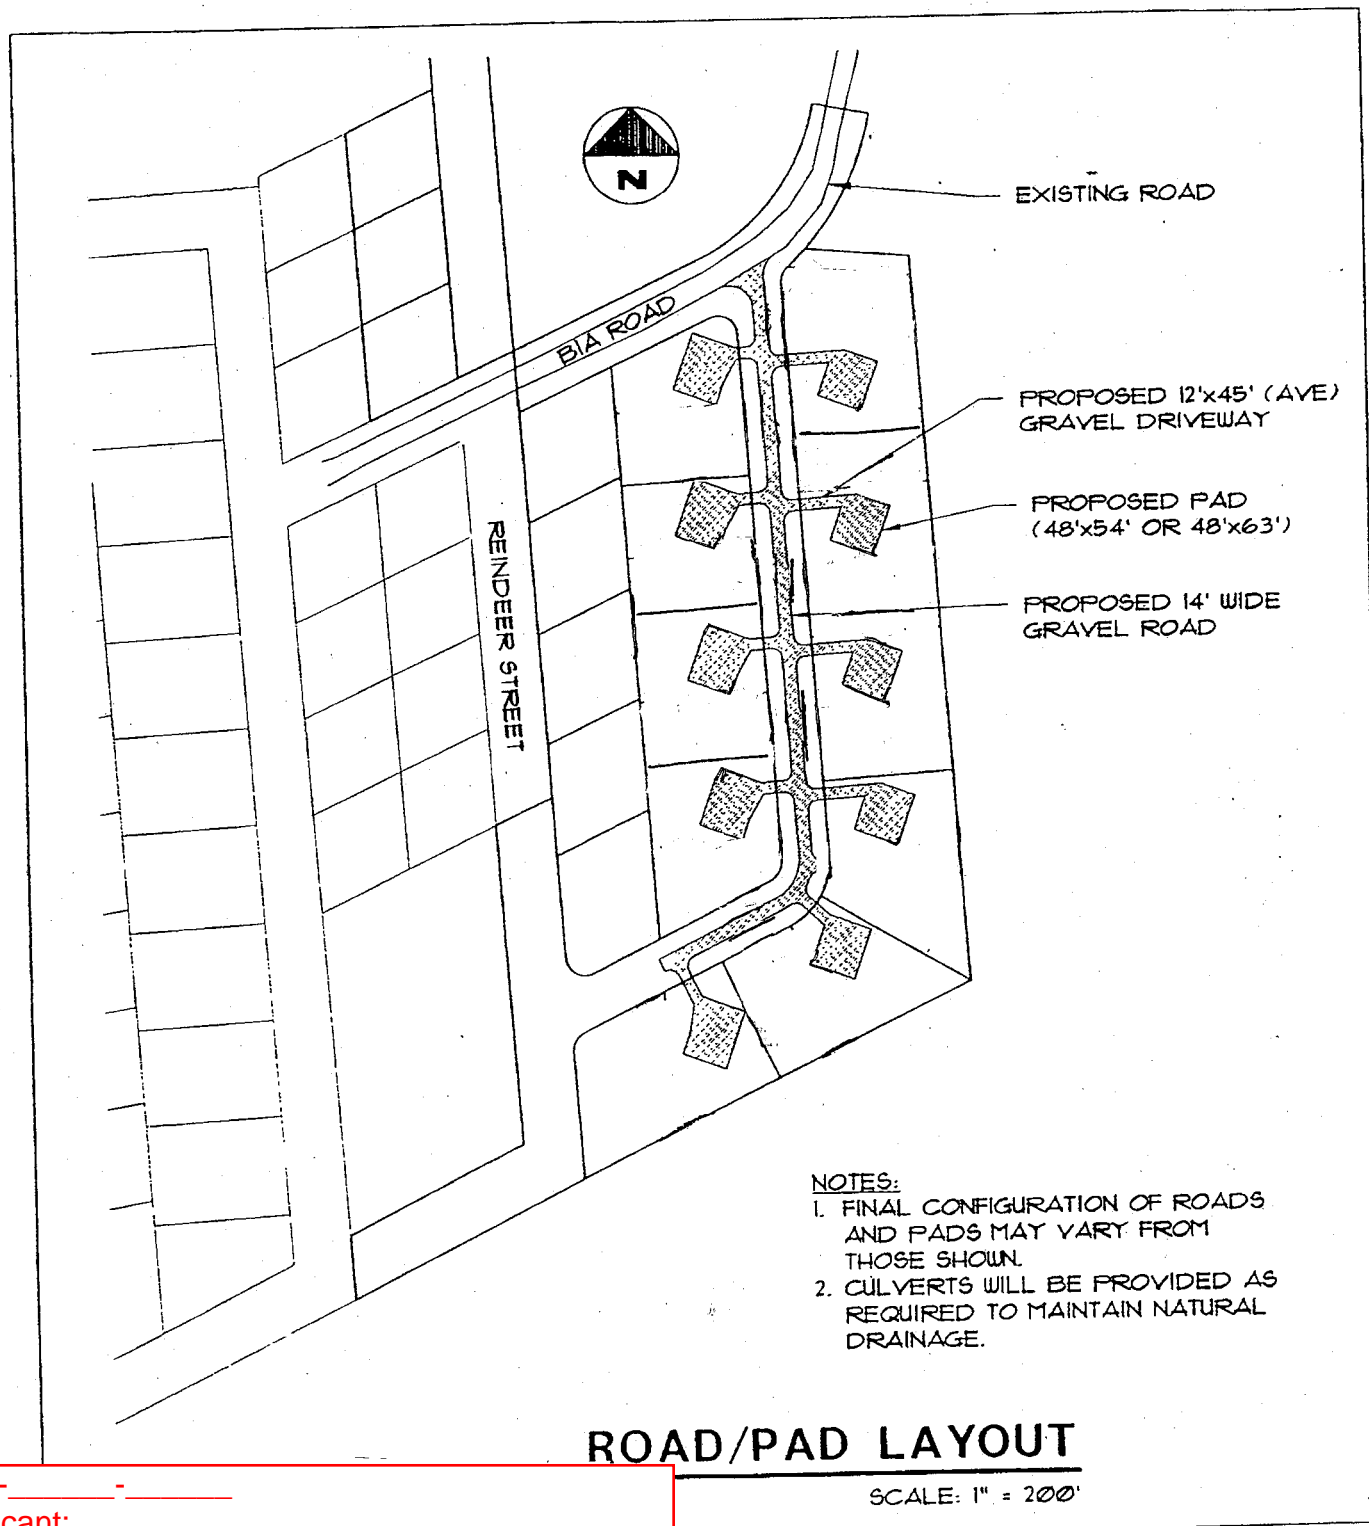 N
EXISTING ROAD
BIA ROAD
PROPOSED 12'x45' (AVE)
GRAVEL DRIVEWAY
PROPOSED PAD
(48'x54' OR 48'x63')
REINDEER STREET
PROPOSED 14' WIDE
GRAVEL ROAD
NOTES:
1. FINAL CONFIGURATION OF ROADS
AND PADS MAY VARY FROM
THOSE SHOWN.
2. CULVERTS WILL BE PROVIDED AS
REQUIRED TO MAINTAIN NATURAL
DRAINAGE.
ROAD/PAD LAYOUT
SCALE: 1" = 200'